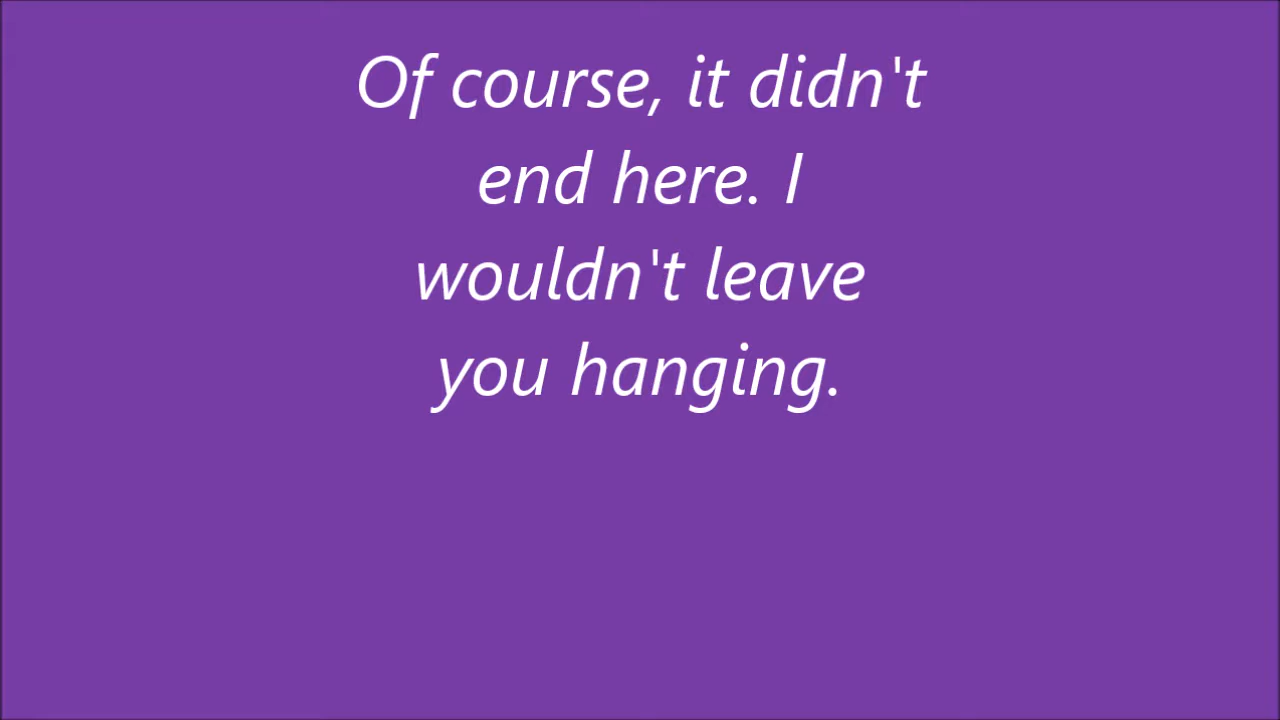 Of course, it didn't
end here. I
wouldn't leave
you hanging.